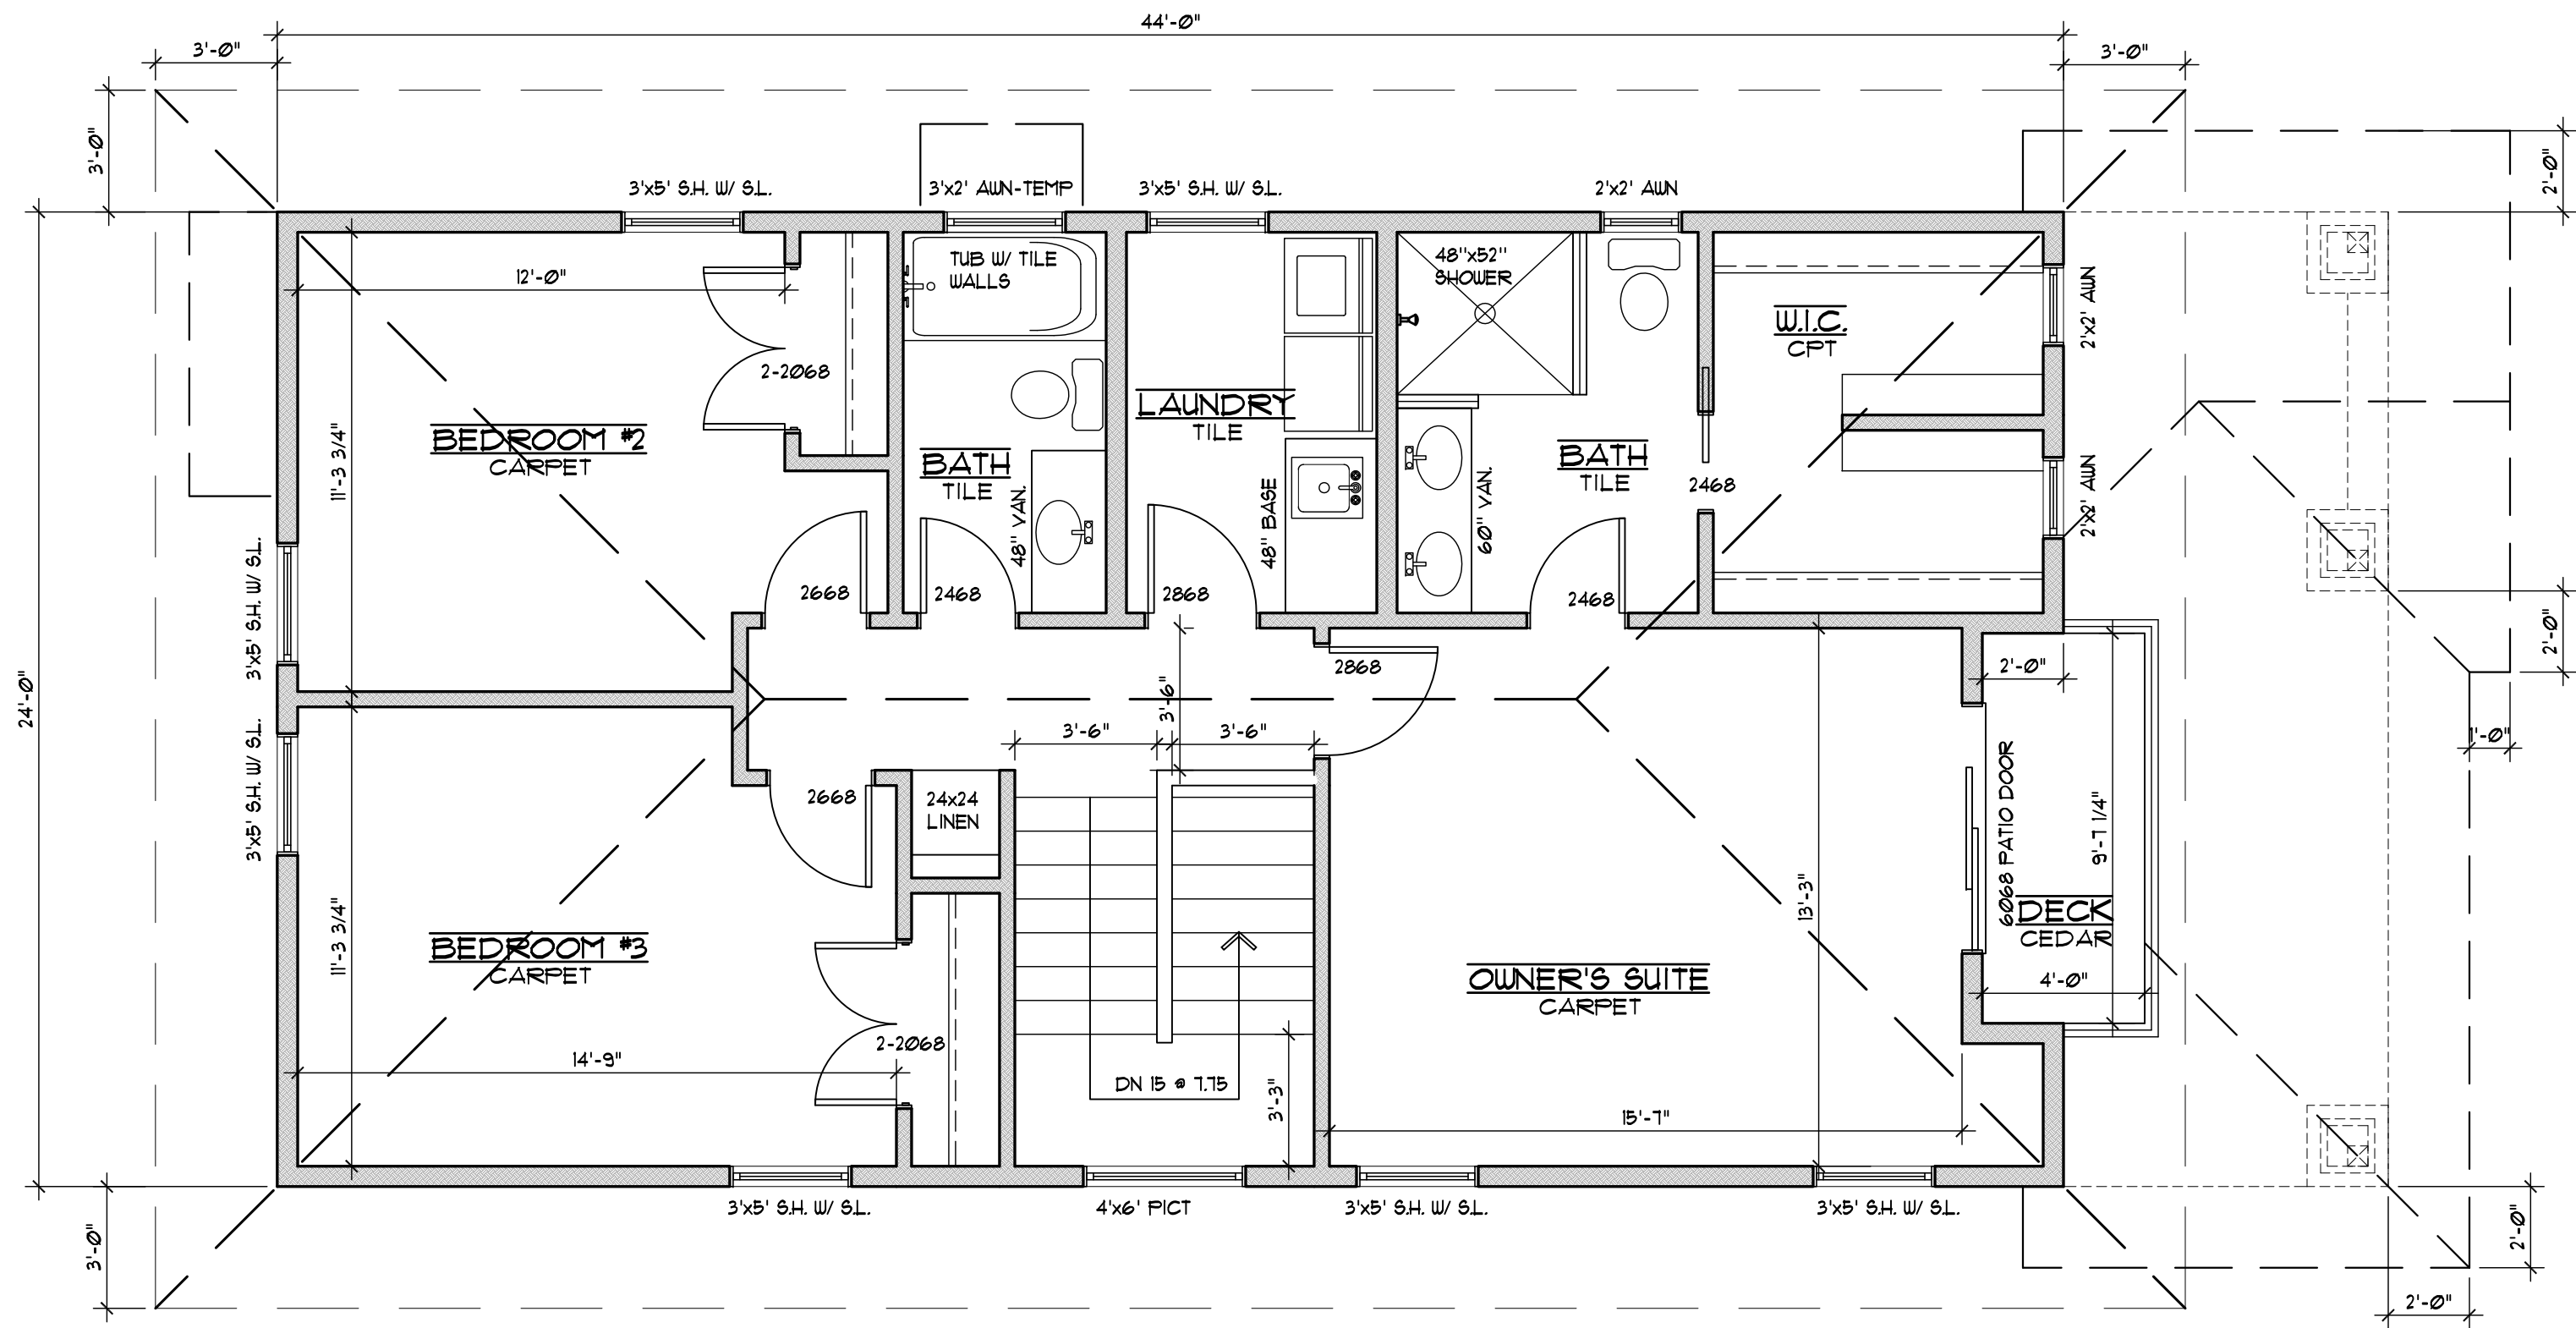 44'-0"
3'-0"
3'-0"
3'-0"
2'-0"
3'x5' S.H. W/ S.L.
3'x2' AWN-TEMP
3'x5' S.H. W/ S.L.
2'x2' AWN
TUB W/ TILE
WALLS
48"x52"
SHOWER
12'-0"
2'x2' AWN
W.I.C.
CPT
2-2068
LAUNDRY
TILE
BEDROOM #2
CARPET
11'-3 3/4"
BATH
TILE
BATH
TILE
2468
48" VAN.
48" BASE
60" VAN.
2'x2' AWN
3'x5' S.H. W/ S.L.
2668
2468
2868
2468
2'-0"
24'-0"
2868
2'-0"
3'-6"
3'-6"
3'-6"
1'-0"
3'x5' S.H. W/ S.L.
2668
24x24
LINEN
6068 PATIO DOOR
9'-7 1/4"
13'-3"
DECK
CEDAR
BEDROOM #3
CARPET
11'-3 3/4"
OWNER'S SUITE
CARPET
4'-0"
2-2068
14'-9"
DN 15 @ 7.75
3'-3"
15'-7"
3'x5' S.H. W/ S.L.
4'x6' PICT
3'x5' S.H. W/ S.L.
3'x5' S.H. W/ S.L.
3'-0"
2'-0"
2'-0"